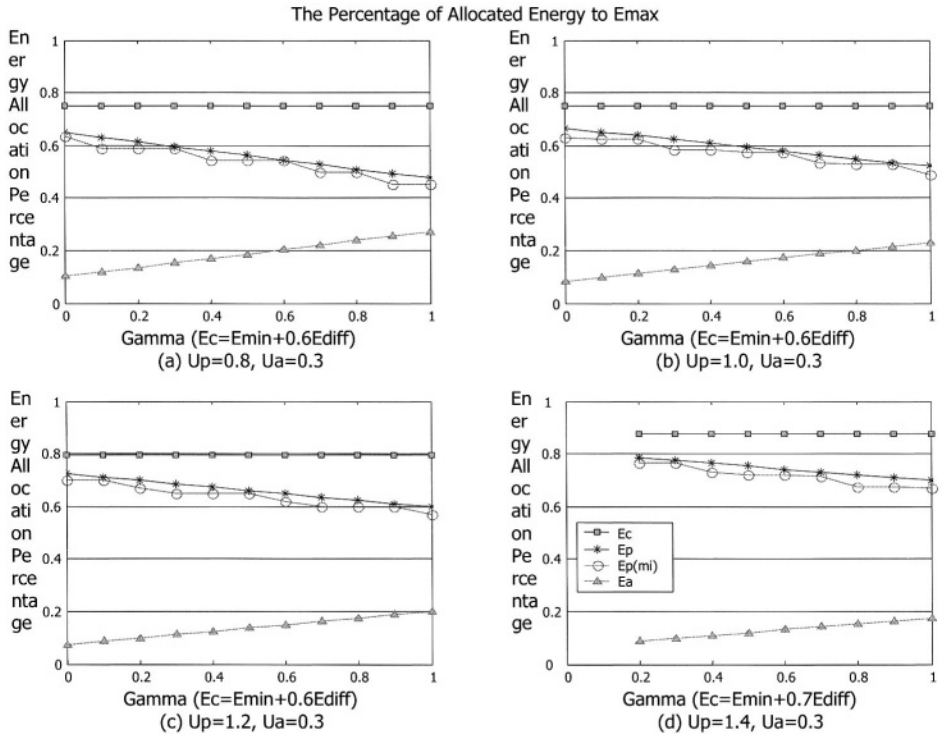 The Percentage of Allocated Energy to Emax
En
er
gy
All
oc
ati
on
Pe
rce
nta
ge
1
0.8
0.6
0.4
0.2
0
0 0.2 0.4 0.6 0.8 1
Gamma (Ec=Emin+0.6Ediff)
(a) Up=0.8, Ua=0.3
En
er
gy
All
oc
ati
on
Pe
rce
nta
ge
1
0.8
0.6
0.4
0.2
0
0 0.2 0.4 0.6 0.8 1
Gamma (Ec=Emin+0.6Ediff)
(b) Up=1.0, Ua=0.3
En
er
gy
All
oc
ati
on
Pe
rce
nta
ge
1
0.8
0.6
0.4
0.2
0
0 0.2 0.4 0.6 0.8 1
Gamma (Ec=Emin+0.6Ediff)
(c) Up=1.2, Ua=0.3
En
er
gy
All
oc
ati
on
Pe
rce
nta
ge
1
0.8
0.6
0.4
0.2
0
Ec
Ep
Ep(mi)
Ea
0 0.2 0.4 0.6 0.8 1
Gamma (Ec=Emin+0.7Ediff)
(d) Up=1.4, Ua=0.3